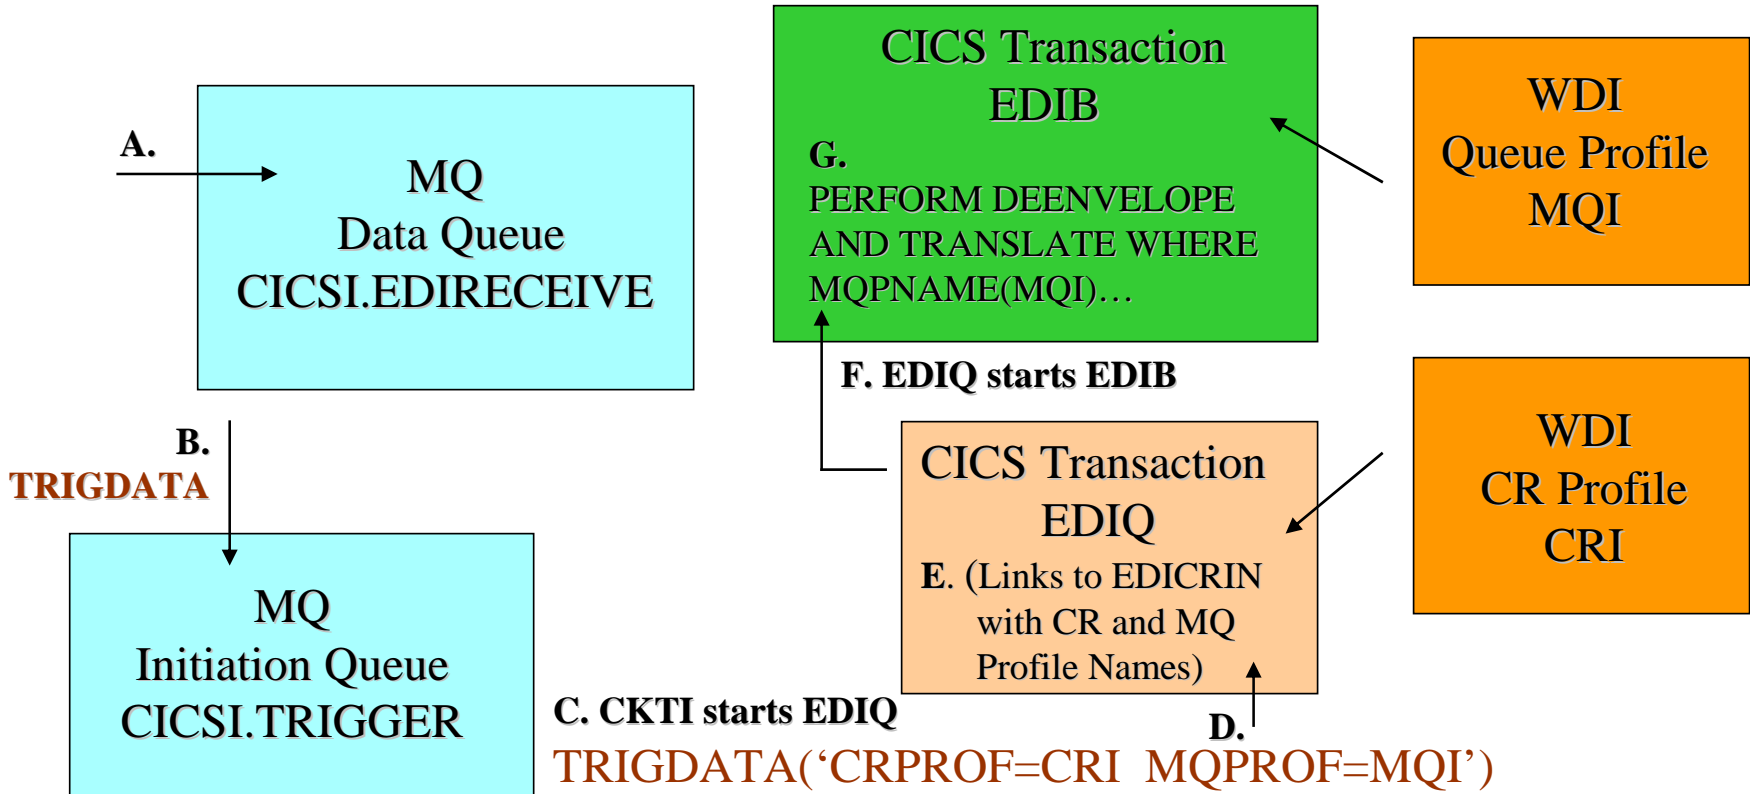 A.
MQ
Data Queue
CICSI.EDIRECEIVE
B.
TRIGDATA
MQ
Initiation Queue
CICSI.TRIGGER
C. CKTI starts EDIQ
D.
TRIGDATA(‘CRPROF=CRI  MQPROF=MQI’)
CICS Transaction
EDIQ
E. (Links to EDICRIN
with CR and MQ
Profile Names)
F. EDIQ starts EDIB
CICS Transaction
EDIB
G.
PERFORM DEENVELOPE
AND TRANSLATE WHERE
MQPNAME(MQI)…
WDI
Queue Profile
MQI
WDI
CR Profile
CRI